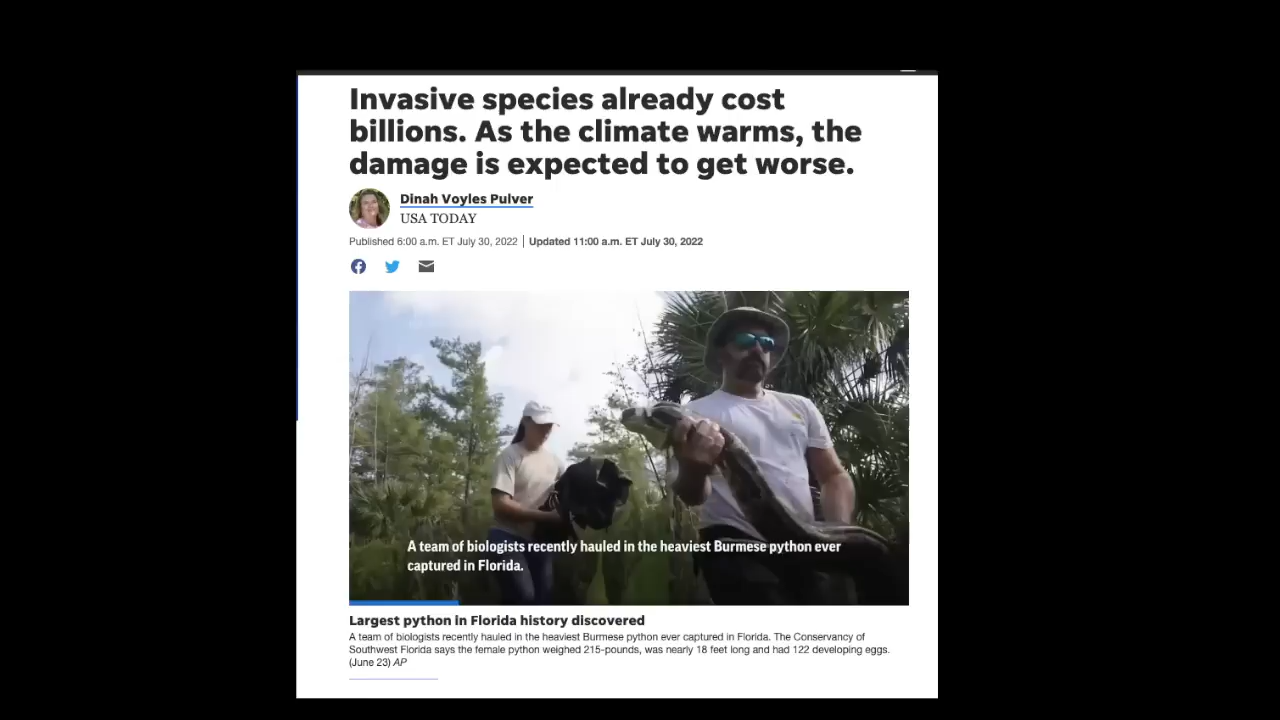 Invasive species already cost
billions. As the climate warms, the
damage is expected to get worse.
Dinah Voyles Pulver
USA TODAY
Published 6:00 a.m. ET July 30, 2022 | Updated 11:00 a.m. ET July 30, 2022
A team of biologists recently hauled in the heaviest Burmese python ever
captured in Florida.
Largest python in Florida history discovered
A team of biologists recently hauled in the heaviest Burmese python ever captured in Florida. The Conservancy of
Southwest Florida says the female python weighed 215-pounds, was nearly 18 feet long and had 122 developing eggs.
(June 23) AP